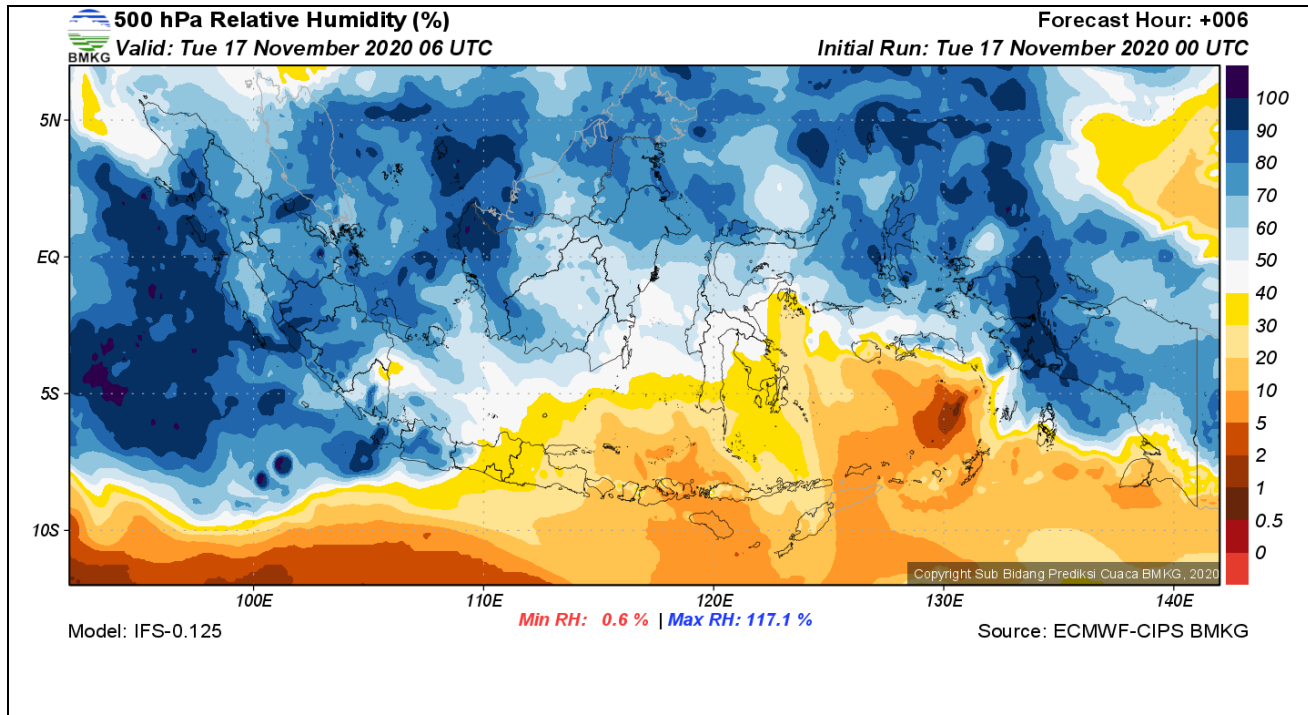 500 hPa Relative Humidity (%)
Forecast Hour: +006
BMKG
Valid: Tue 17 November 2020 06 UTC
Initial Run: Tue 17 November 2020 00 UTC
5N
EQ
5S
10S
100
90
80
70
60
50
40
30
20
10
5
2
1
0.5
0
Copyright Sub Bidang Prediksi Cuaca BMKG, 2020
100E
110E
120E
130E
140E
Min RH: 0.6 % | Max RH: 117.1 %
Model: IFS-0.125
Source: ECMWF-CIPS BMKG